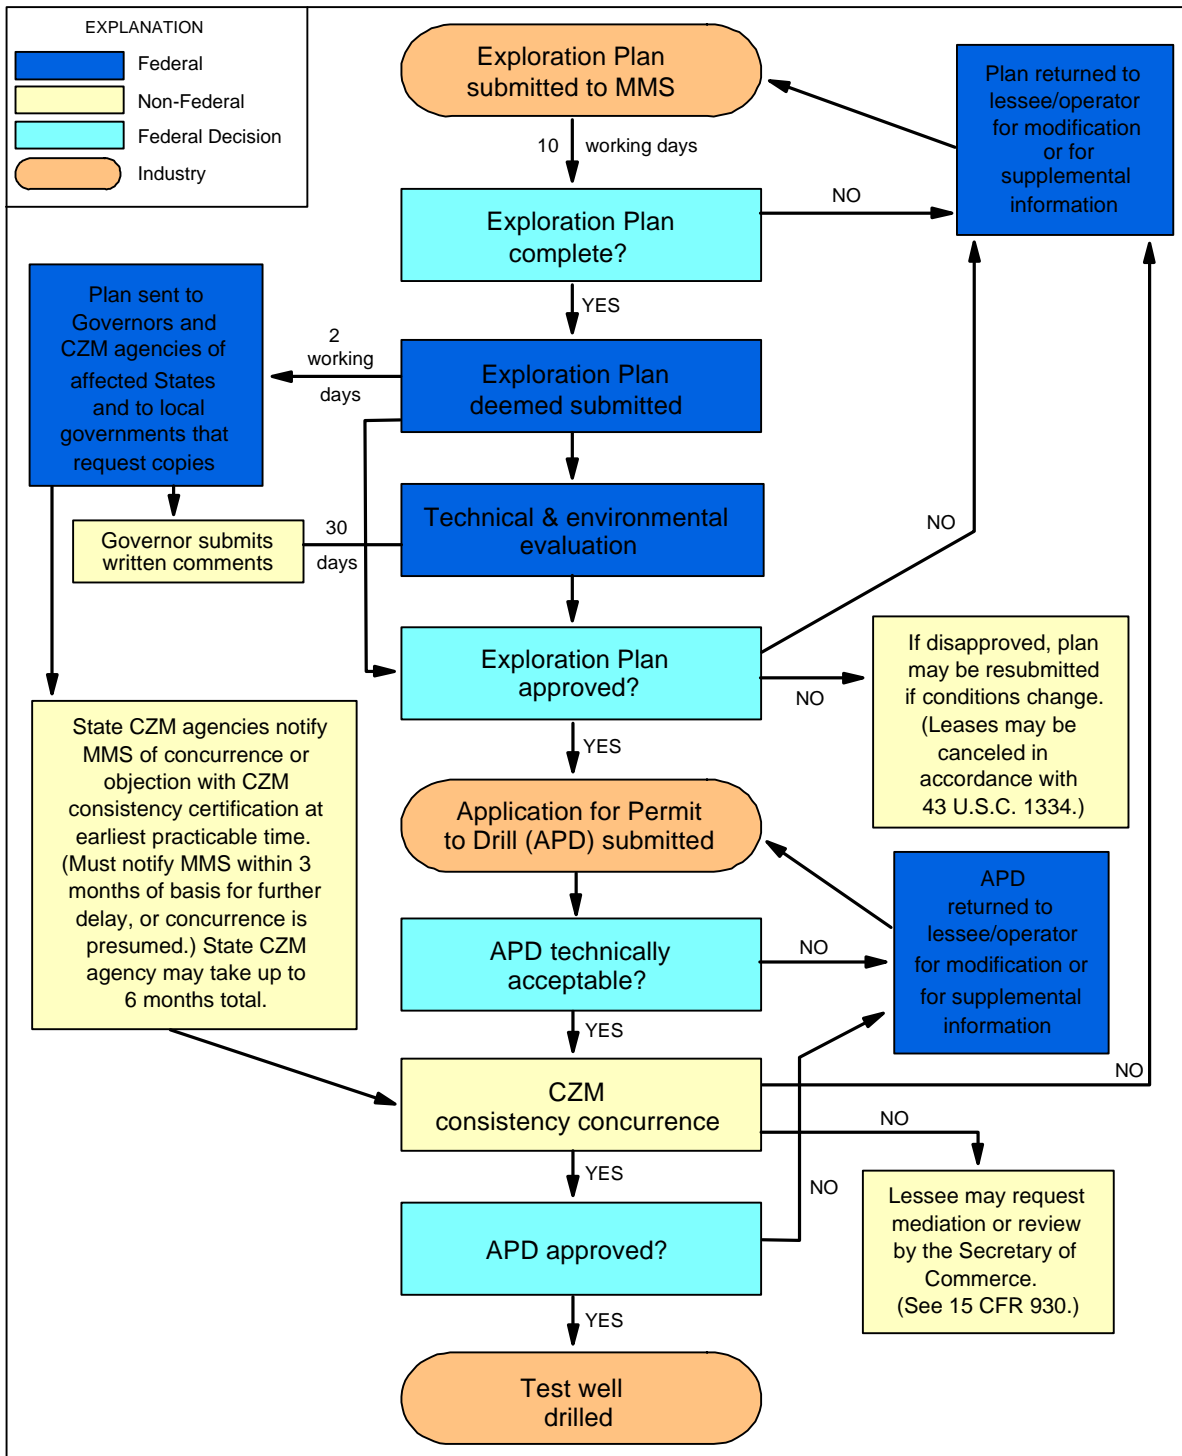 EXPLANATION
Federal
Non-Federal
Federal Decision
Industry
Exploration Plan
submitted to MMS
Plan returned to
lessee/operator
for modification
or for
supplemental
information
10 working days
NO
Exploration Plan
complete?
YES
Plan sent to
Governors and
CZM agencies of
affected States
and to local
governments that
request copies
2
working
days
Exploration Plan
deemed submitted
Technical & environmental
evaluation
Governor submits
written comments
30
days
NO
Exploration Plan
approved?
NO
If disapproved, plan
may be resubmitted
if conditions change.
(Leases may be
canceled in
accordance with
43 U.S.C. 1334.)
YES
State CZM agencies notify
MMS of concurrence or
objection with CZM
consistency certification at
earliest practicable time.
(Must notify MMS within 3
months of basis for further
delay, or concurrence is
presumed.) State CZM
agency may take up to
6 months total.
Application for Permit
to Drill (APD) submitted
APD
returned to
lessee/operator
for modification or
for supplemental
information
APD technically
acceptable?
NO
YES
CZM
consistency concurrence
NO
NO
YES
NO
Lessee may request
mediation or review
by the Secretary of
Commerce.
(See 15 CFR 930.)
APD approved?
YES
Test well
drilled